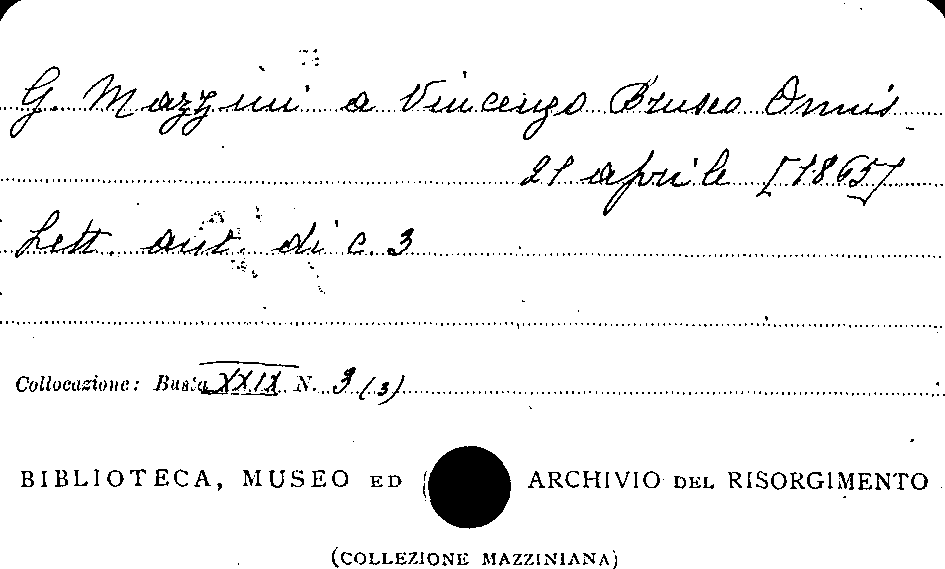 G. Mazzini a Vincenzo Brusco Onnis
21 aprile [1865]
Lett. aut. di c. 3
Collocazione: Busta XXIX N. 9 (3)
BIBLIOTECA, MUSEO ED ARCHIVIO DEL RISORGIMENTO
(COLLEZIONE MAZZINIANA)